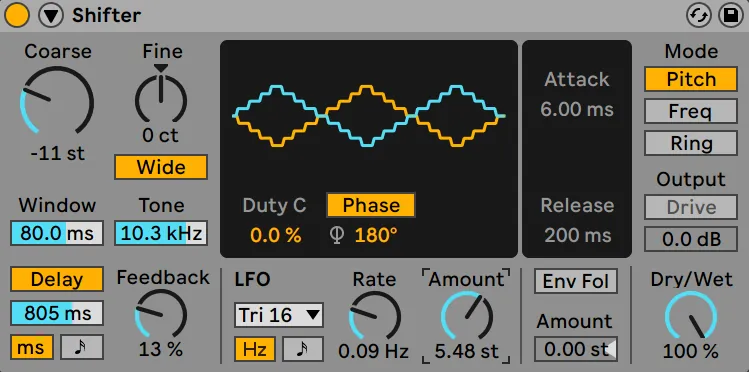 Shifter
Coarse
-11 st
Fine
0 ct
Wide
Window
80.0 ms
Tone
10.3 kHz
Delay
805 ms
ms
Feedback
13 %
Duty C
0.0 %
Phase
180°
LFO
Tri 16
Hz
Rate
0.09 Hz
Amount
5.48 st
Attack
6.00 ms
Release
200 ms
Env Fol
Amount
0.00 st
Mode
Pitch
Freq
Ring
Output
Drive
0.0 dB
Dry/Wet
100 %